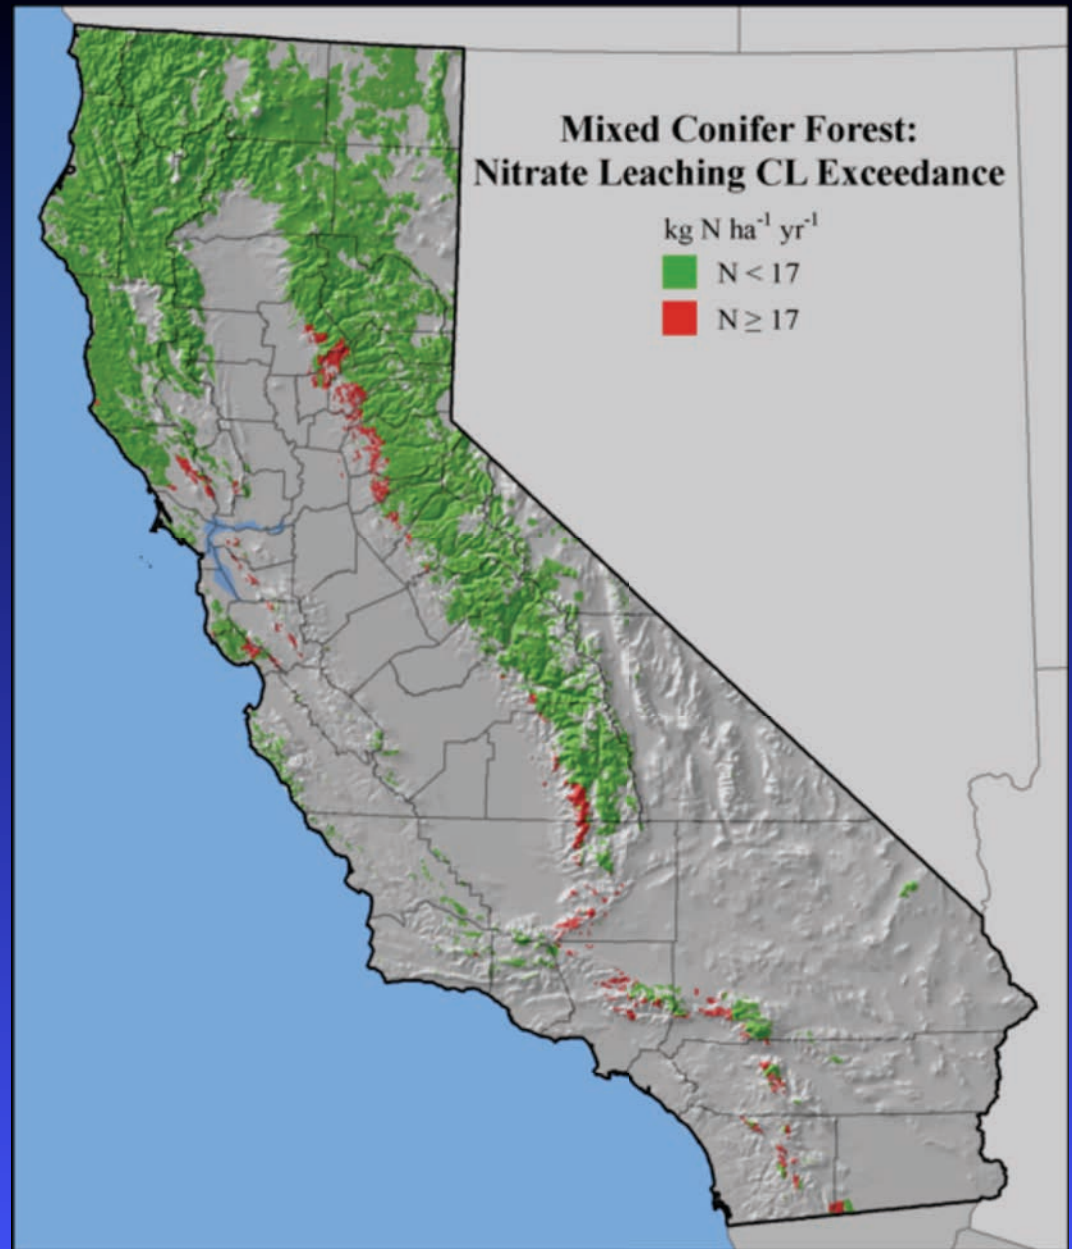 Mixed Conifer Forest:
Nitrate Leaching CL Exceedance
kg N ha⁻¹ yr⁻¹
N < 17
N ≥ 17